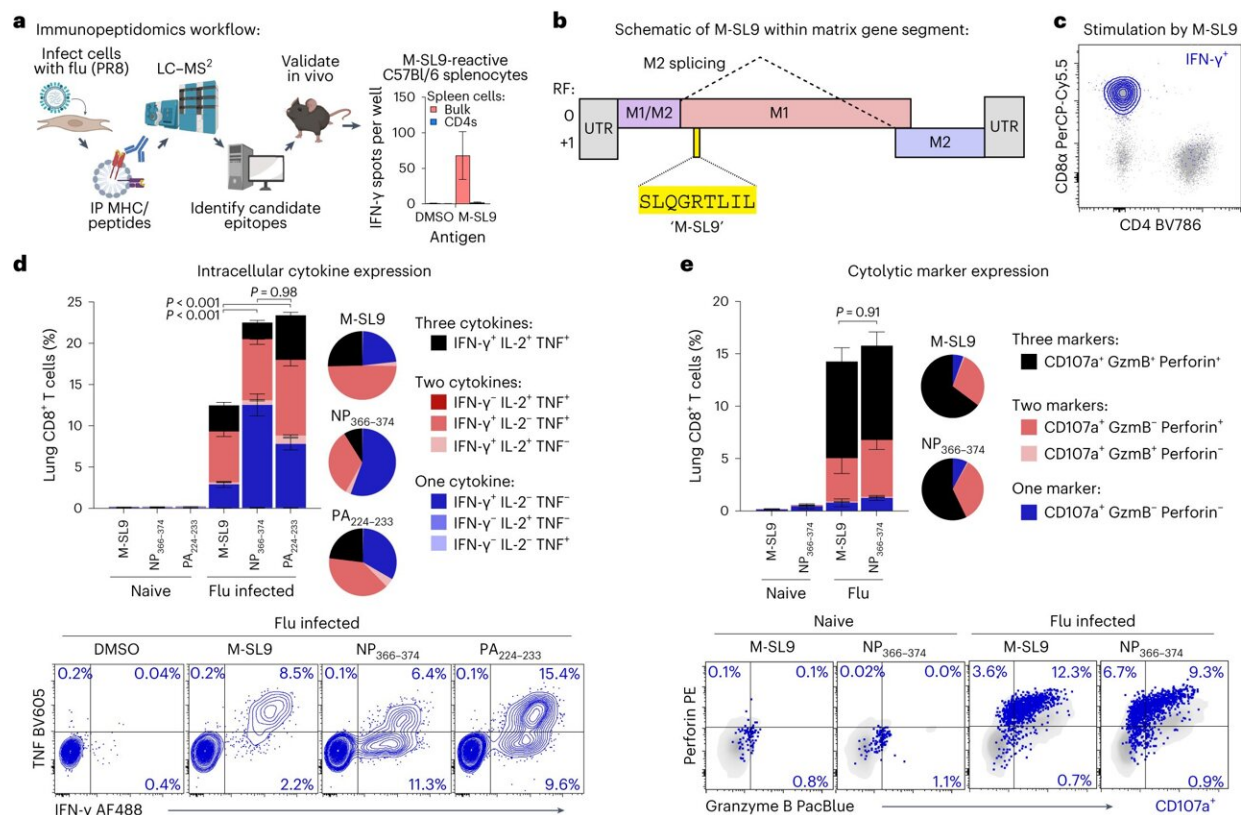 a
Immunopeptidomics workflow:
Infect cells
with flu (PR8)
LC–MS²
Validate
in vivo
IP MHC/
peptides
Identify candidate
epitopes
M-SL9-reactive
C57Bl/6 splenocytes
IFN-γ spots per well
150
100
50
0
Spleen cells:
Bulk
CD4s
DMSO M-SL9
Antigen
b
Schematic of M-SL9 within matrix gene segment:
M2 splicing
RF:
0
+1
UTR
M1/M2
M1
M2
UTR
SLQGRTLIL
‘M-SL9’
c
Stimulation by M-SL9
IFN-γ⁺
CD8α PerCP-Cy5.5
CD4 BV786
d
Intracellular cytokine expression
Lung CD8⁺ T cells (%)
25
20
15
10
5
0
P < 0.001
P < 0.001
P = 0.98
M-SL9
NP₃₆₆₋₃₇₄
PA₂₂₄₋₂₃₃
M-SL9
NP₃₆₆₋₃₇₄
PA₂₂₄₋₂₃₃
Naive
Flu infected
M-SL9
NP₃₆₆₋₃₇₄
PA₂₂₄₋₂₃₃
Three cytokines:
IFN-γ⁺ IL-2⁺ TNF⁺
Two cytokines:
IFN-γ⁻ IL-2⁺ TNF⁺
IFN-γ⁺ IL-2⁻ TNF⁺
IFN-γ⁺ IL-2⁺ TNF⁻
One cytokine:
IFN-γ⁺ IL-2⁻ TNF⁻
IFN-γ⁻ IL-2⁺ TNF⁻
IFN-γ⁻ IL-2⁻ TNF⁺
Flu infected
DMSO
M-SL9
NP₃₆₆₋₃₇₄
PA₂₂₄₋₂₃₃
0.2% 0.04%
0.2% 8.5%
0.1% 6.4%
0.1% 15.4%
TNF BV605
0.4%
2.2%
11.3%
9.6%
IFN-γ AF488
e
Cytolytic marker expression
Lung CD8⁺ T cells (%)
20
15
10
5
0
P = 0.91
M-SL9
NP₃₆₆₋₃₇₄
M-SL9
NP₃₆₆₋₃₇₄
Naive
Flu
M-SL9
NP₃₆₆₋₃₇₄
Three markers:
CD107a⁺ GzmB⁺ Perforin⁺
Two markers:
CD107a⁺ GzmB⁻ Perforin⁺
CD107a⁺ GzmB⁺ Perforin⁻
One marker:
CD107a⁺ GzmB⁻ Perforin⁻
Naive
Flu infected
M-SL9
NP₃₆₆₋₃₇₄
M-SL9
NP₃₆₆₋₃₇₄
0.1% 0.1%
0.02% 0.0%
3.6% 12.3%
6.7% 9.3%
Perforin PE
0.8%
1.1%
0.7%
0.9%
Granzyme B PacBlue
CD107a⁺